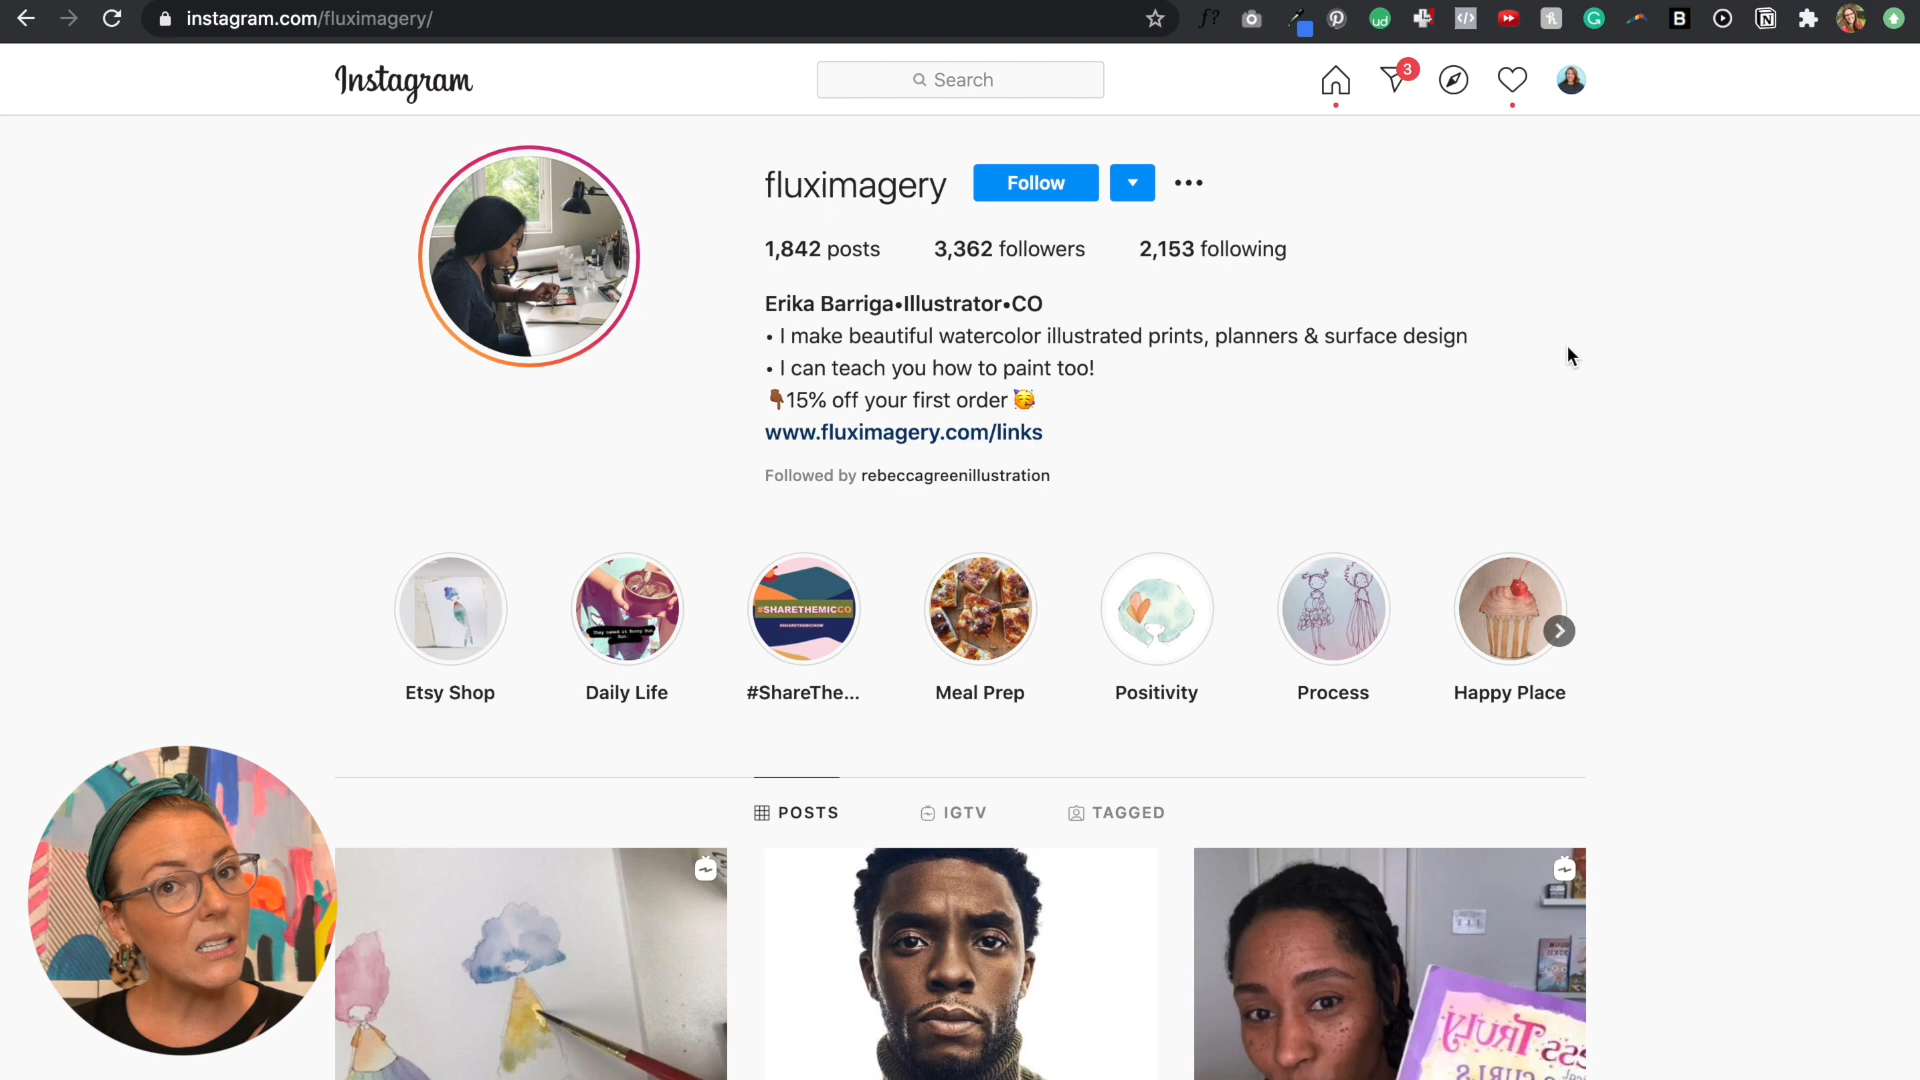 instagram.com/fluximagery/
Instagram
Search
3
fluximagery
Follow
1,842 posts
3,362 followers
2,153 following
Erika Barriga•Illustrator•CO
• I make beautiful watercolor illustrated prints, planners & surface design
• I can teach you how to paint too!
👇🏾15% off your first order 🥳
www.fluximagery.com/links
Followed by rebeccagreenillustration
#SHARETHEMICCO
#SHARETHEMICNOW
Etsy Shop
Daily Life
#ShareThe...
Meal Prep
Positivity
Process
Happy Place
POSTS
IGTV
TAGGED
TRULY
CURLS